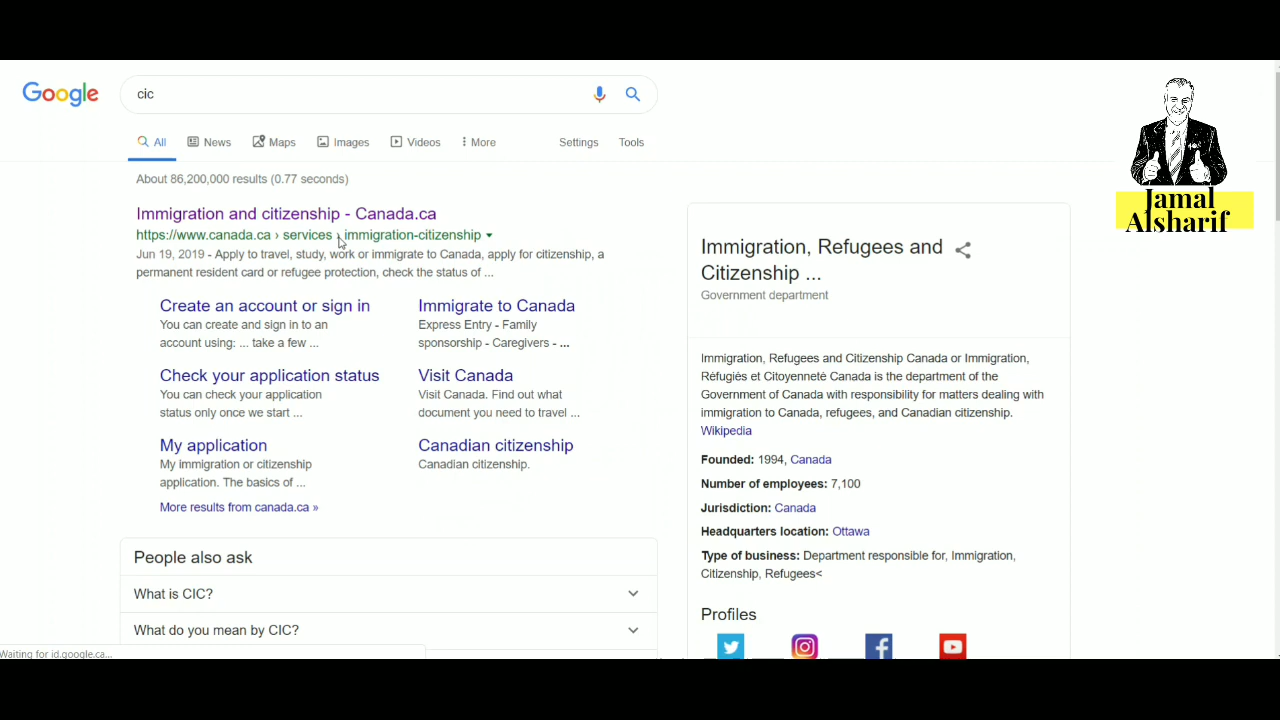 Google
cic
All
News
Maps
Images
Videos
More
Settings
Tools
About 86,200,000 results (0.77 seconds)
Immigration and citizenship - Canada.ca
https://www.canada.ca › services › immigration-citizenship
Jun 19, 2019 - Apply to travel, study, work or immigrate to Canada, apply for citizenship, a
permanent resident card or refugee protection, check the status of ...
Create an account or sign in
You can create and sign in to an
account using: ... take a few ...
Immigrate to Canada
Express Entry - Family
sponsorship - Caregivers - ...
Check your application status
You can check your application
status only once we start ...
Visit Canada
Visit Canada. Find out what
document you need to travel ...
My application
My immigration or citizenship
application. The basics of ...
Canadian citizenship
Canadian citizenship.
More results from canada.ca »
People also ask
What is CIC?
What do you mean by CIC?
Waiting for id.google.ca...
Immigration, Refugees and
Citizenship ...
Government department
Immigration, Refugees and Citizenship Canada or Immigration,
Réfugiés et Citoyenneté Canada is the department of the
Government of Canada with responsibility for matters dealing with
immigration to Canada, refugees, and Canadian citizenship.
Wikipedia
Founded: 1994, Canada
Number of employees: 7,100
Jurisdiction: Canada
Headquarters location: Ottawa
Type of business: Department responsible for, Immigration,
Citizenship, Refugees<
Profiles
Jamal
Alsharif